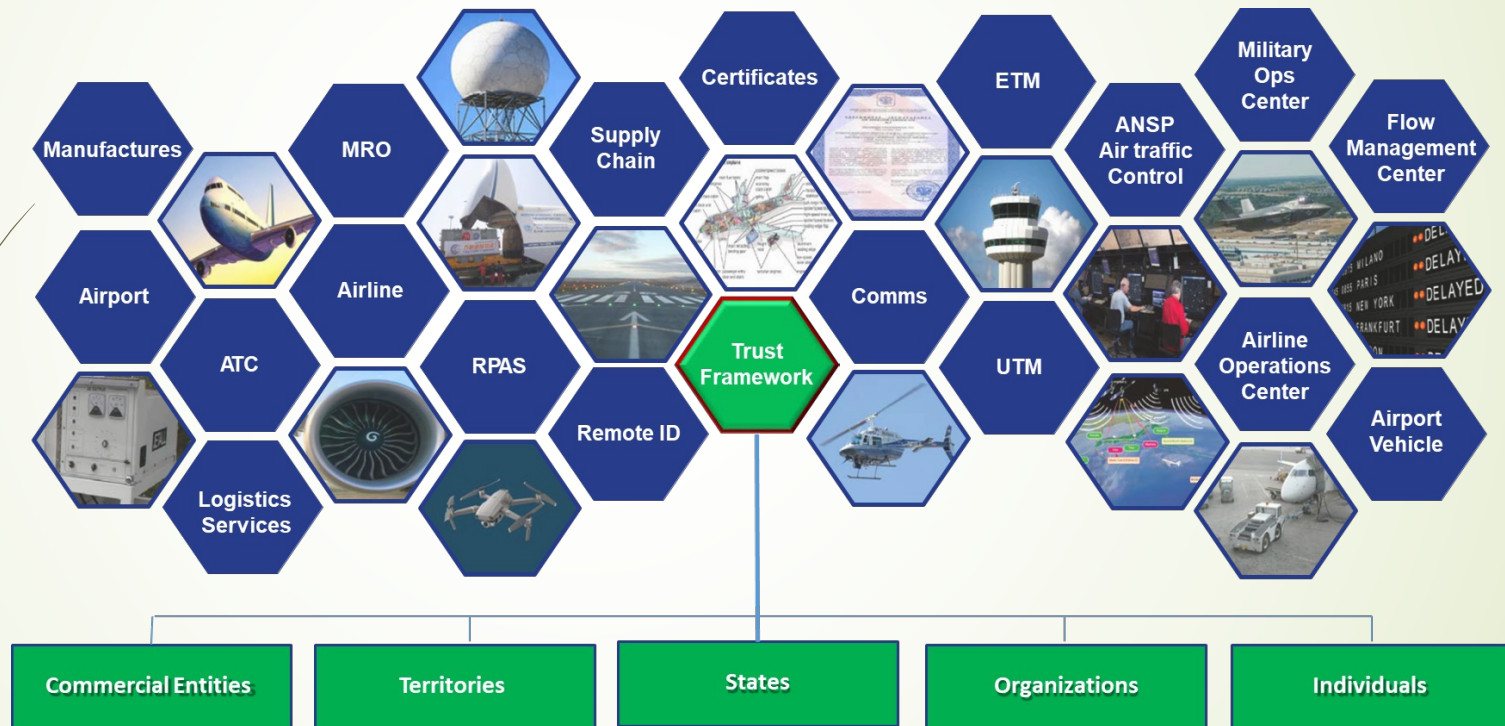 Manufactures
MRO
Supply
Chain
Certificates
ETM
ANSP
Air traffic
Control
Military
Ops
Center
Flow
Management
Center
Airport
Airline
Comms
MILANO
DELAY
PARIS
DELAYED
NEW YORK
DELAYED
FRANKFURT
DELAY
ATC
RPAS
Trust
Framework
UTM
Airline
Operations
Center
Remote ID
Airport
Vehicle
Logistics
Services
Commercial Entities
Territories
States
Organizations
Individuals